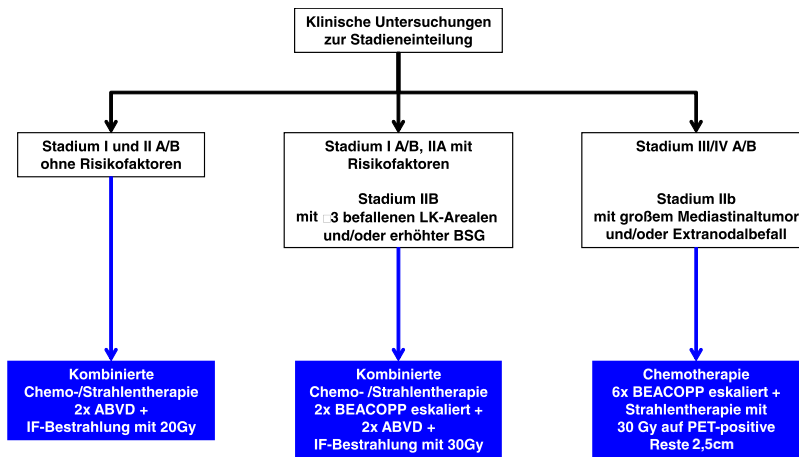 Klinische Untersuchungen
zur Stadieneinteilung
Stadium I und II A/B
ohne Risikofaktoren
Stadium I A/B, IIA mit
Risikofaktoren
Stadium IIB
mit □3 befallenen LK-Arealen
und/oder erhöhter BSG
Stadium III/IV A/B
Stadium IIb
mit großem Mediastinaltumor
und/oder Extranodalbefall
Kombinierte
Chemo-/Strahlentherapie
2x ABVD +
IF-Bestrahlung mit 20Gy
Kombinierte
Chemo- /Strahlentherapie
2x BEACOPP eskaliert +
2x ABVD +
IF-Bestrahlung mit 30Gy
Chemotherapie
6x BEACOPP eskaliert +
Strahlentherapie mit
30 Gy auf PET-positive
Reste 2,5cm